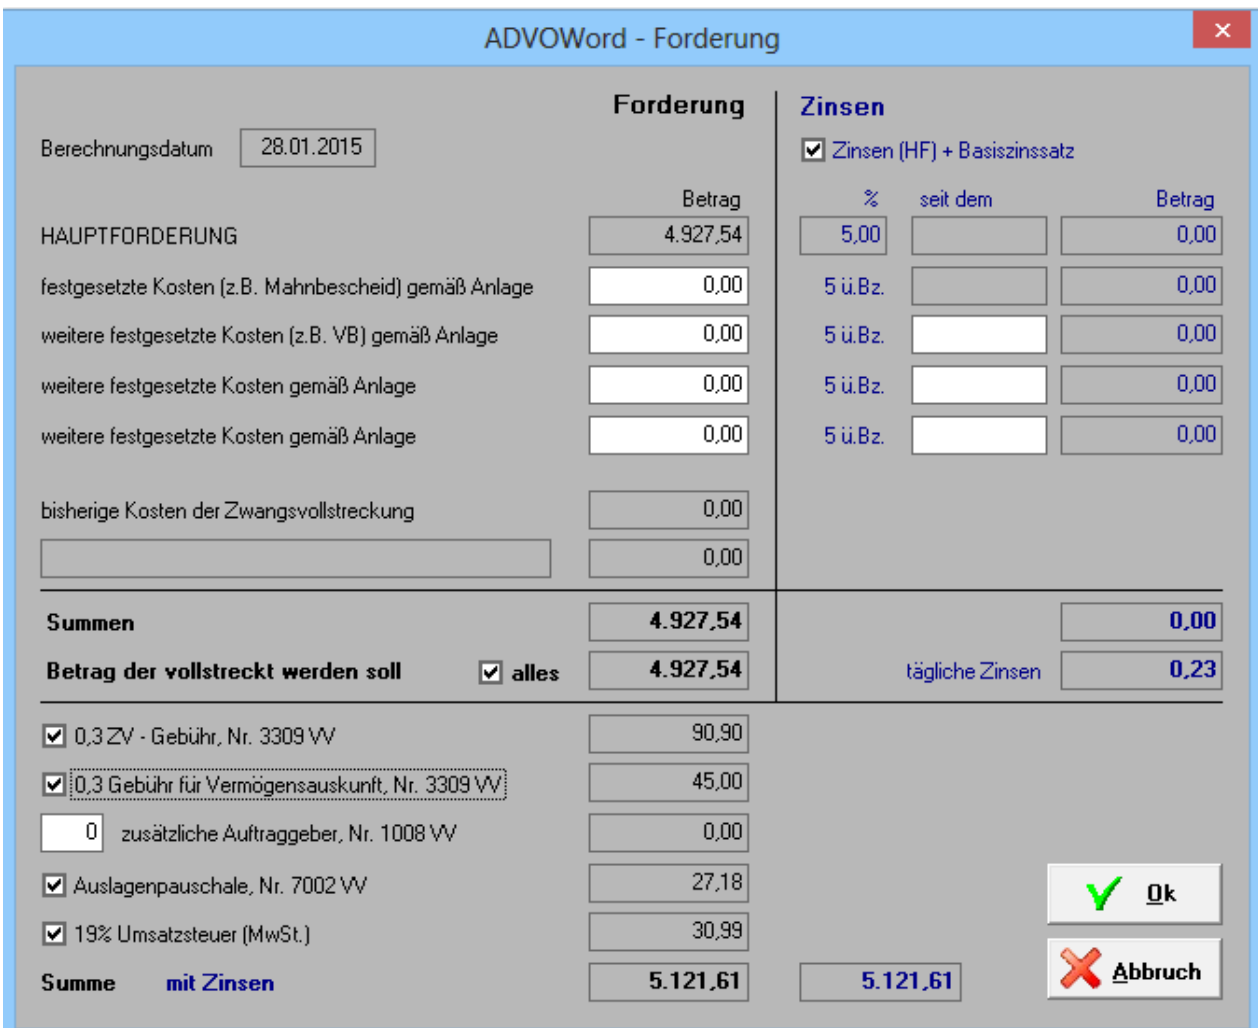 ADVOWord - Forderung
Forderung Zinsen
Berechnungsdatum 28.01.2015 Zinsen (HF) + Basiszinssatz
Betrag % seit dem Betrag
HAUPTFORDERUNG 4.927,54 5,00 0,00
festgesetzte Kosten (z.B. Mahnbescheid) gemäß Anlage 0,00 5 ü.Bz. 0,00
weitere festgesetzte Kosten (z.B. VB) gemäß Anlage 0,00 5 ü.Bz. 0,00
weitere festgesetzte Kosten gemäß Anlage 0,00 5 ü.Bz. 0,00
weitere festgesetzte Kosten gemäß Anlage 0,00 5 ü.Bz. 0,00
bisherige Kosten der Zwangsvollstreckung 0,00
0,00
Summen 4.927,54 0,00
Betrag der vollstreckt werden soll alles 4.927,54 tägliche Zinsen 0,23
0,3 ZV - Gebühr, Nr. 3309 VV 90,90
0,3 Gebühr für Vermögensauskunft, Nr. 3309 VV 45,00
0 zusätzliche Auftraggeber, Nr. 1008 VV 0,00
Auslagenpauschale, Nr. 7002 VV 27,18
Ok
19% Umsatzsteuer (MwSt.) 30,99
Summe mit Zinsen 5.121,61 5.121,61
Abbruch